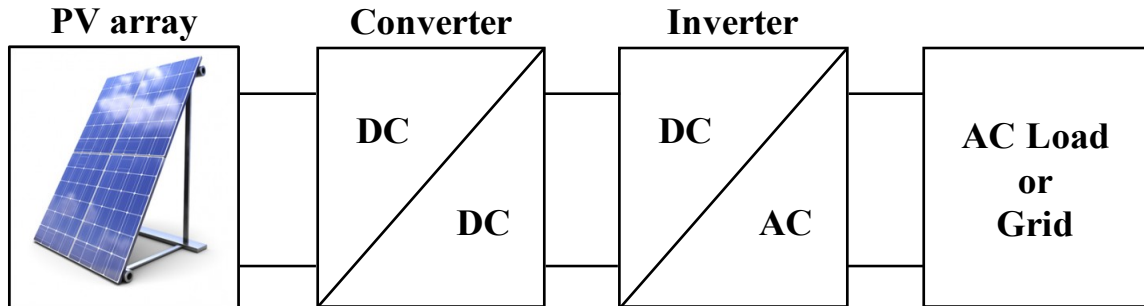 PV array
Converter
Inverter
DC
DC
DC
AC
AC Load
or
Grid